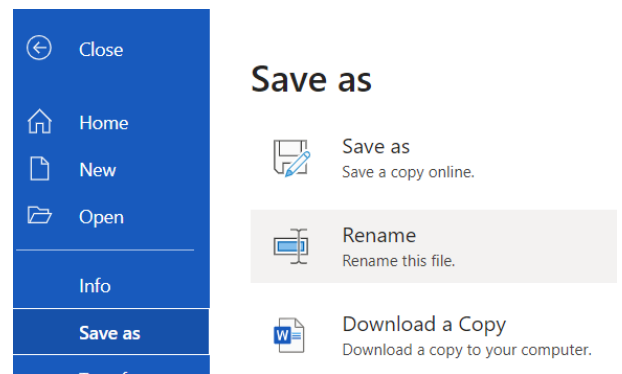 Close
Home
New
Open
Info
Save as
Save as
Save as
Save a copy online.
Rename
Rename this file.
Download a Copy
Download a copy to your computer.